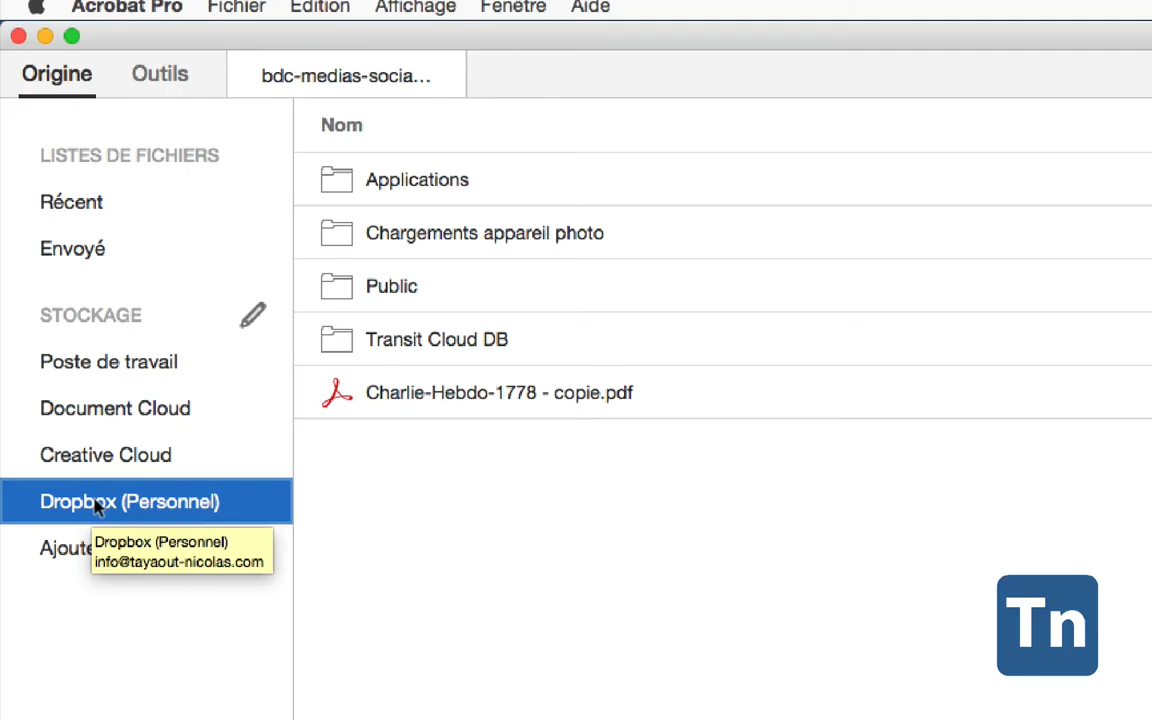 Acrobat Pro Fichier Edition Affichage Fenêtre Aide
Origine Outils bdc-medias-socia...
Nom
LISTES DE FICHIERS
Applications
Récent
Chargements appareil photo
Envoyé
Public
STOCKAGE
Transit Cloud DB
Poste de travail
Charlie-Hebdo-1778 - copie.pdf
Document Cloud
Creative Cloud
Dropbox (Personnel)
Ajoute
Dropbox (Personnel)
info@tayaout-nicolas.com
Tn